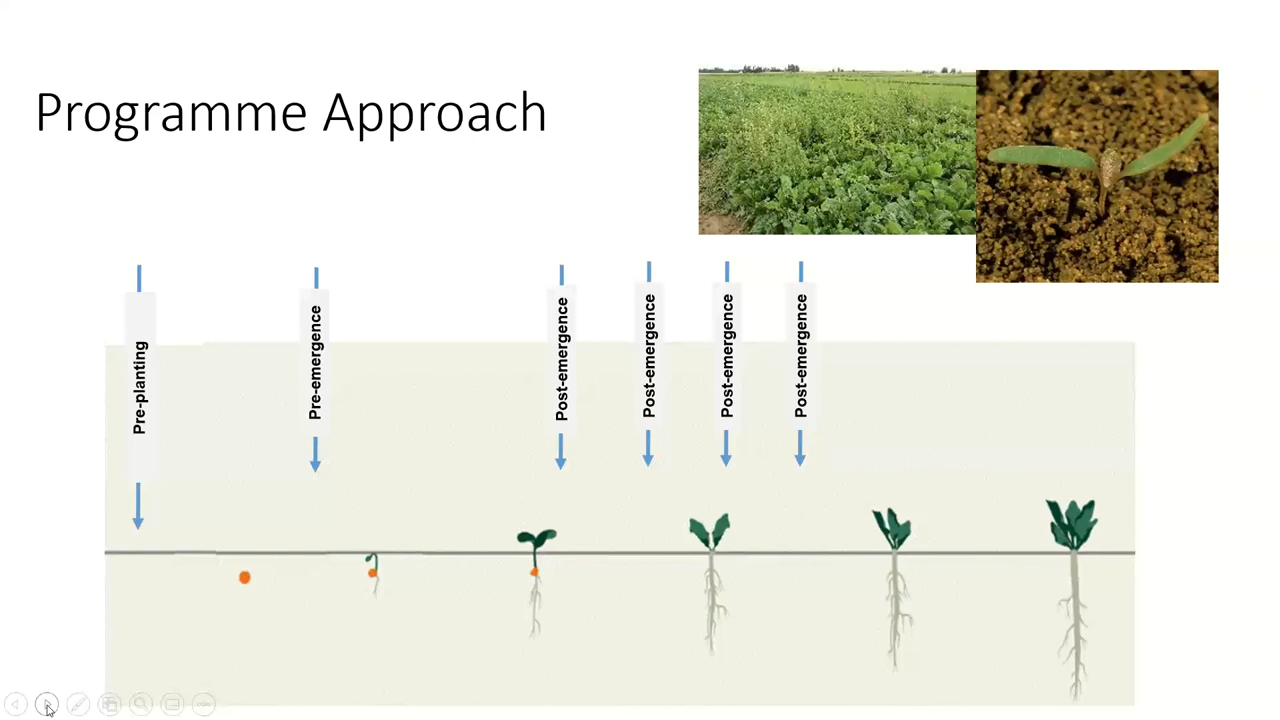 Programme Approach
Pre-planting
Pre-emergence
Post-emergence
Post-emergence
Post-emergence
Post-emergence